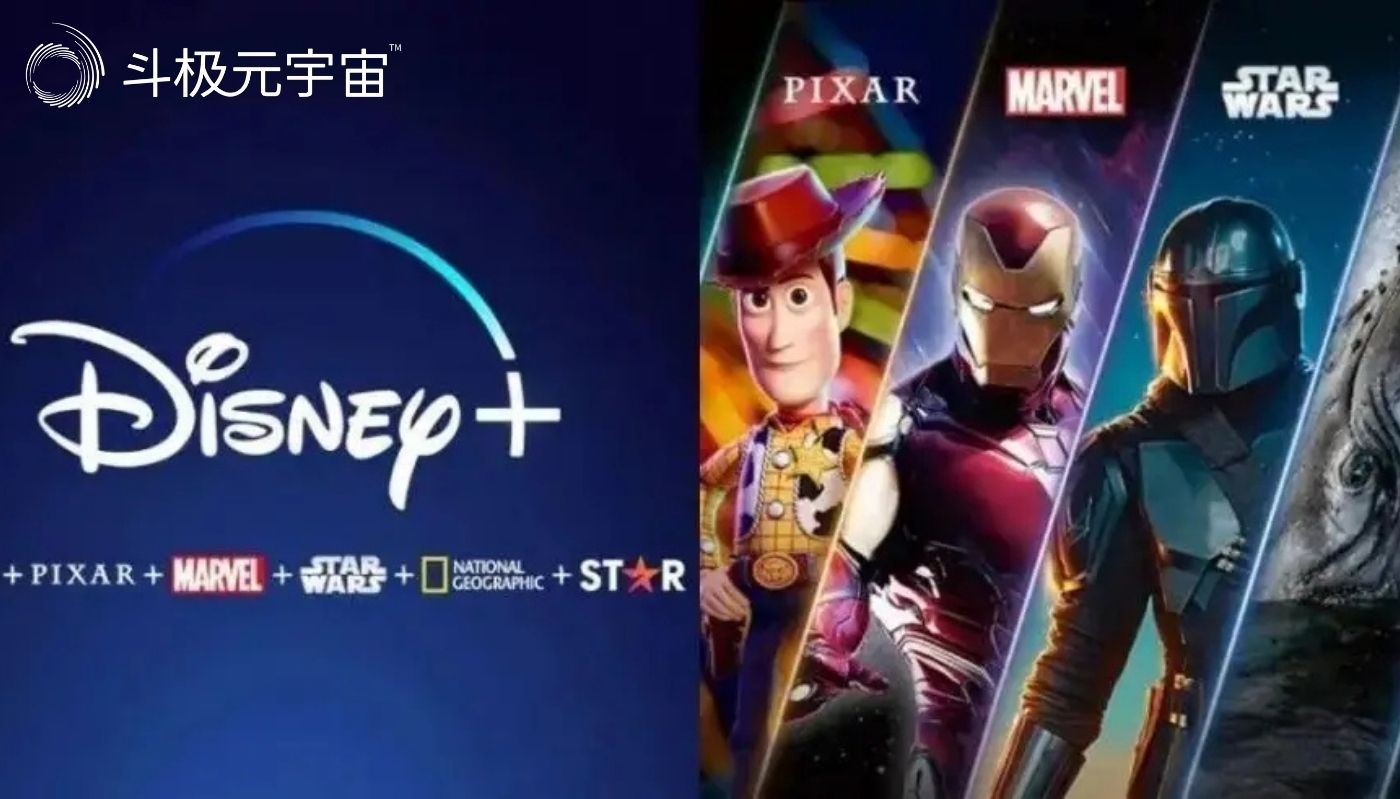 斗极元宇宙™
Disney+
+ PIXAR + MARVEL + STAR WARS + NATIONAL GEOGRAPHIC + STAR
PIXAR
MARVEL
STAR
WARS